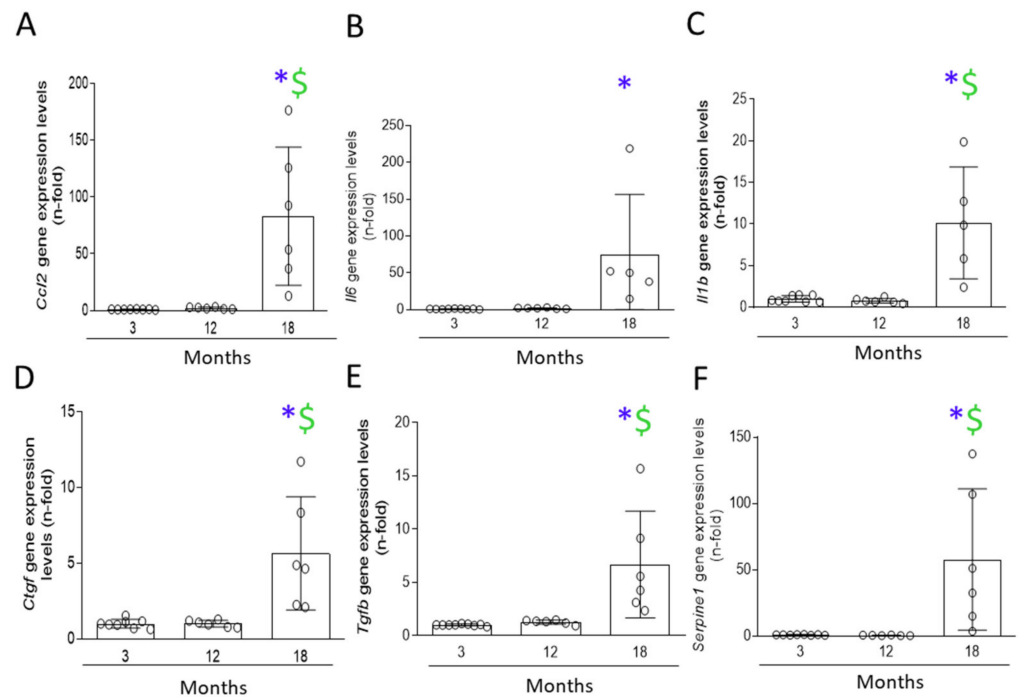 A
Ccl2 gene expression levels
(n-fold)
200
150
100
50
0
*$
3 12 18
Months
B
Il6 gene expression levels
(n-fold)
250
200
150
100
50
0
*
3 12 18
Months
C
Il1b gene expression levels
(n-fold)
25
20
15
10
5
0
*$
3 12 18
Months
D
Ctgf gene expression
levels (n-fold)
15
10
5
0
*$
3 12 18
Months
E
Tgfb gene expression levels
(n-fold)
20
15
10
5
0
*$
3 12 18
Months
F
Serpine1 gene expression levels
(n-fold)
150
100
50
0
*$
3 12 18
Months